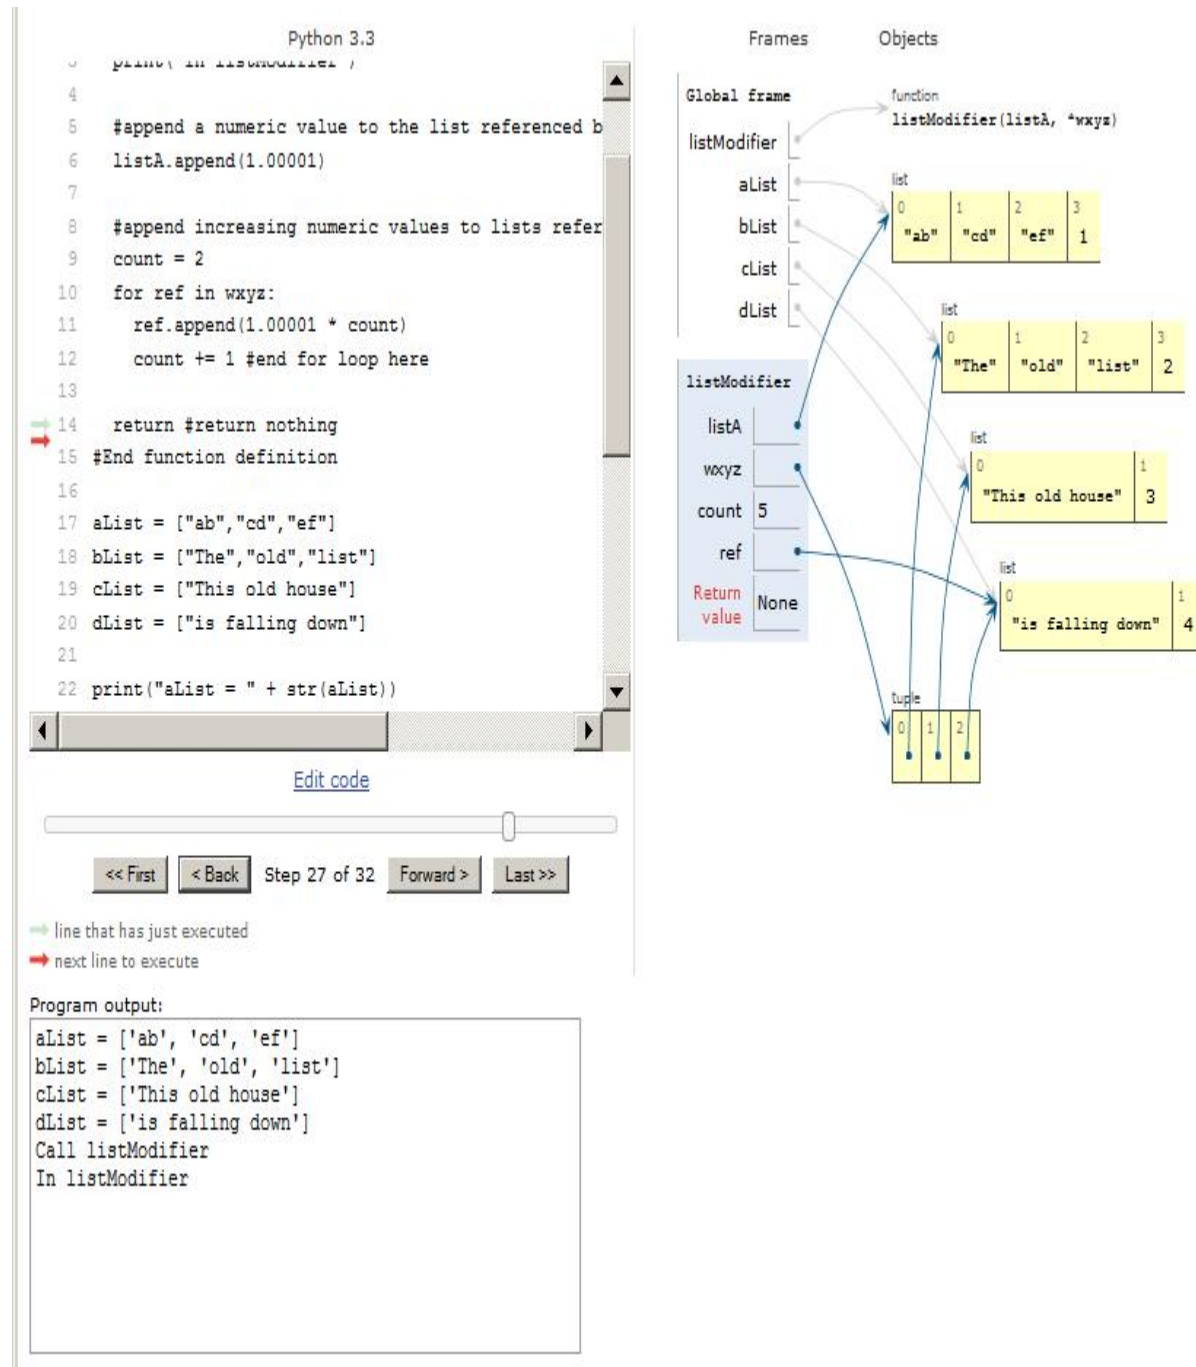 Python 3.3
3 print("In listModifier")
4
5 #append a numeric value to the list referenced b
6 listA.append(1.00001)
7
8 #append increasing numeric values to lists refer
9 count = 2
10 for ref in wxyz:
11 ref.append(1.00001 * count)
12 count += 1 #end for loop here
13
14 return #return nothing
15 #End function definition
16
17 aList = ["ab","cd","ef"]
18 bList = ["The","old","list"]
19 cList = ["This old house"]
20 dList = ["is falling down"]
21
22 print("aList = " + str(aList))
Edit code
<< First < Back Step 27 of 32 Forward > Last >>
line that has just executed
next line to execute
Program output:
aList = ['ab', 'cd', 'ef']
bList = ['The', 'old', 'list']
cList = ['This old house']
dList = ['is falling down']
Call listModifier
In listModifier
Frames Objects
Global frame
listModifier
aList
bList
cList
dList
listModifier
listA
wxyz
count 5
ref
Return
value None
function
listModifier(listA, *wxyz)
list
0 1 2 3
"ab" "cd" "ef" 1
list
0 1 2 3
"The" "old" "list" 2
list
0 1
"This old house" 3
list
0 1
"is falling down" 4
tuple
0 1 2